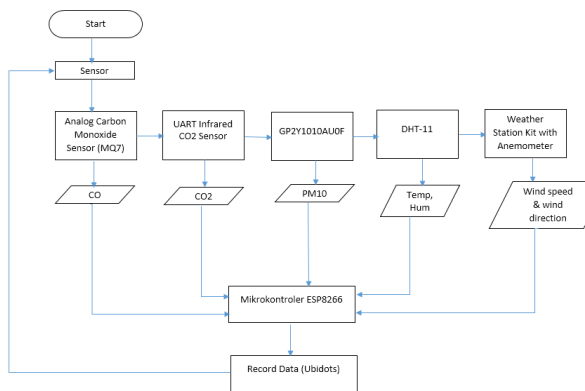 Start
Sensor
Analog Carbon
Monoxide
Sensor (MQ7)
UART Infrared
CO2 Sensor
GP2Y1010AU0F
DHT-11
Weather
Station Kit with
Anemometer
CO
CO2
PM10
Temp,
Hum
Wind speed
& wind
direction
Mikrokontroler ESP8266
Record Data (Ubidots)